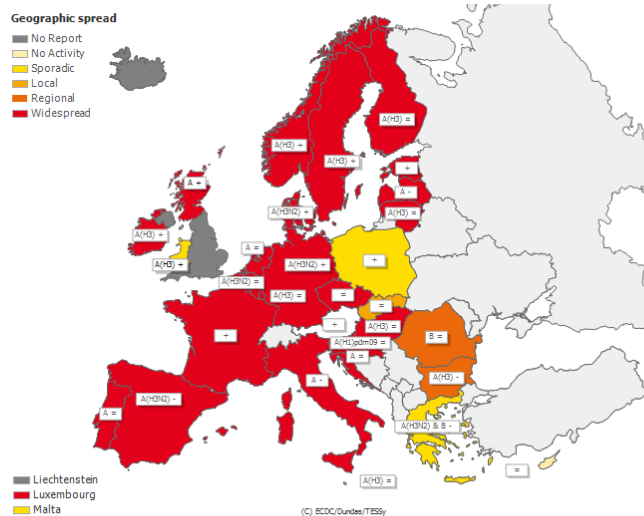 Geographic spread
No Report
No Activity
Sporadic
Local
Regional
Widespread
A(H3) =
A(H3) +
A(H3) +
+
A +
A -
A(H3) =
A(H3N2) +
A(H3) +
A =
A(H3) +
A(H3N2) +
+
A(H3N2) =
A(H3) =
=
=
+
A(H3) =
+
B =
A(H1)pdm09 =
A =
A -
A(H3) -
A(H3N2) -
A =
A(H3N2) & B -
=
A(H3) =
Liechtenstein
Luxembourg
Malta
(C) ECDC/Dundas/TESSy